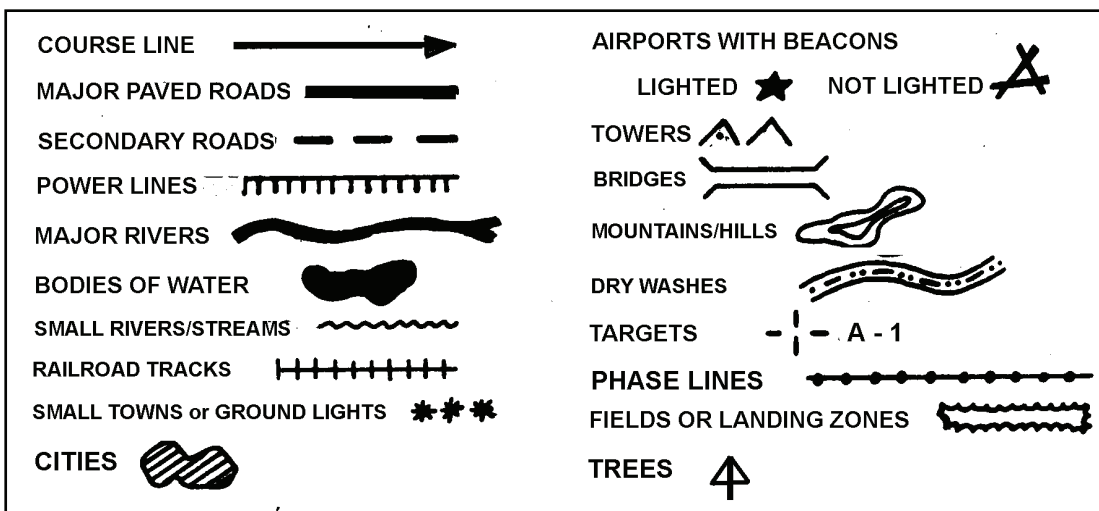 COURSE LINE
MAJOR PAVED ROADS
SECONDARY ROADS
POWER LINES
MAJOR RIVERS
BODIES OF WATER
SMALL RIVERS/STREAMS
RAILROAD TRACKS
SMALL TOWNS or GROUND LIGHTS
CITIES
AIRPORTS WITH BEACONS
LIGHTED NOT LIGHTED
TOWERS
BRIDGES
MOUNTAINS/HILLS
DRY WASHES
TARGETS A - 1
PHASE LINES
FIELDS OR LANDING ZONES
TREES